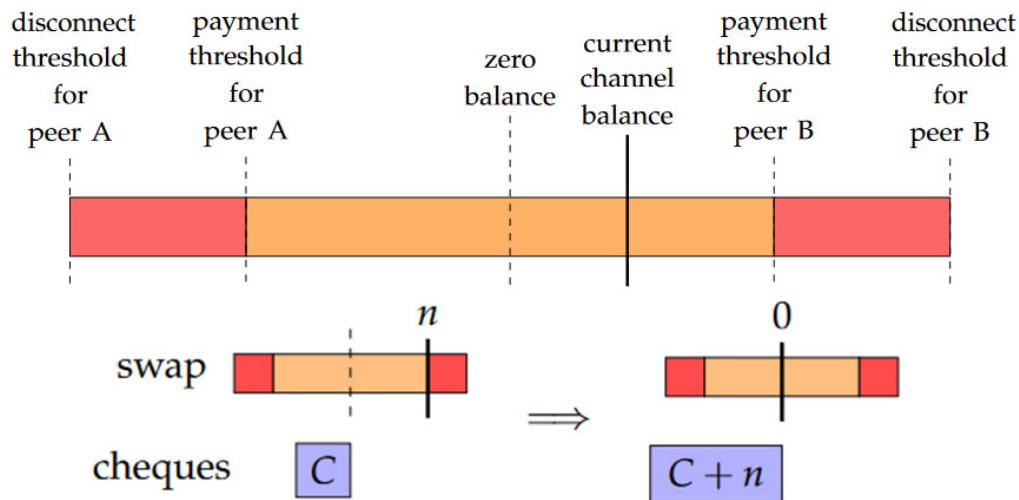 disconnect
threshold
for
peer A
payment
threshold
for
peer A
zero
balance
current
channel
balance
payment
threshold
for
peer B
disconnect
threshold
for
peer B
n
0
swap
⟹
cheques
C
C + n